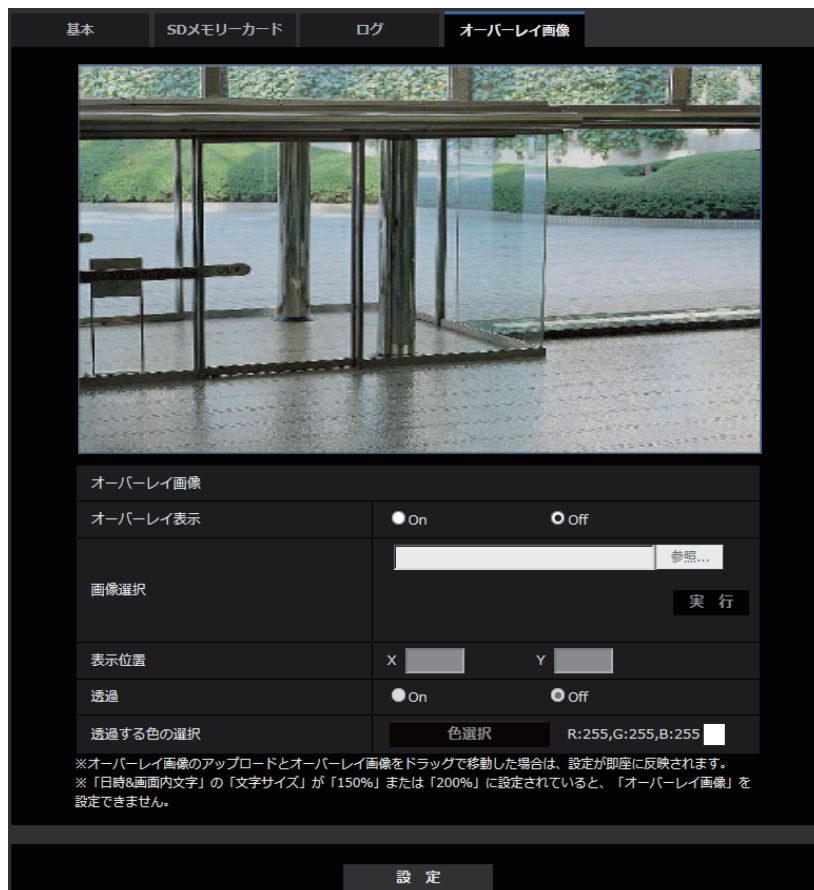 基本 SDメモリーカード ログ オーバーレイ画像
OUT
オーバーレイ画像
オーバーレイ表示 On Off
参照...
画像選択
実 行
表示位置 X Y
透過 On Off
透過する色の選択 色選択 R:255,G:255,B:255
※オーバーレイ画像のアップロードとオーバーレイ画像をドラッグで移動した場合は、設定が即座に反映されます。
※「日時&画面内文字」の「文字サイズ」が「150%」または「200%」に設定されていると、「オーバーレイ画像」を
設定できません。
設 定